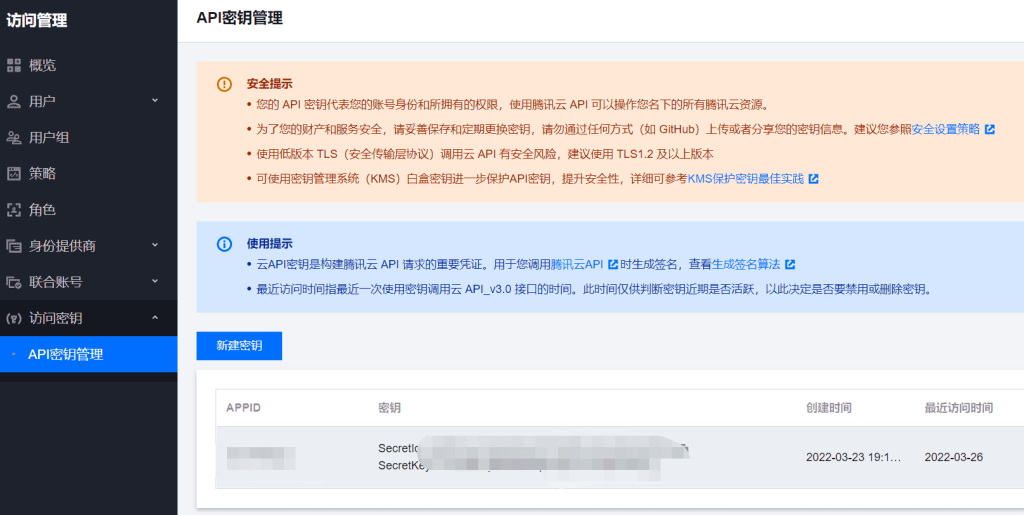 访问管理
概览
用户
用户组
策略
角色
身份提供商
联合账号
访问密钥
API密钥管理
API密钥管理
安全提示
• 您的 API 密钥代表您的账号身份和所拥有的权限，使用腾讯云 API 可以操作您名下的所有腾讯云资源。
• 为了您的财产和服务安全，请妥善保存和定期更换密钥，请勿通过任何方式（如 GitHub）上传或者分享您的密钥信息。建议您参照安全设置策略
• 使用低版本 TLS（安全传输层协议）调用云 API 有安全风险，建议使用 TLS1.2 及以上版本
• 可使用密钥管理系统（KMS）白盒密钥进一步保护API密钥，提升安全性，详细可参考KMS保护密钥最佳实践
使用提示
• 云API密钥是构建腾讯云 API 请求的重要凭证。用于您调用腾讯云API 时生成签名，查看生成签名算法
• 最近访问时间指最近一次使用密钥调用云 API_v3.0 接口的时间。此时间仅供判断密钥近期是否活跃，以此决定是否要禁用或删除密钥。
新建密钥
APPID 密钥 创建时间 最近访问时间
SecretId
SecretKey
2022-03-23 19:1... 2022-03-26